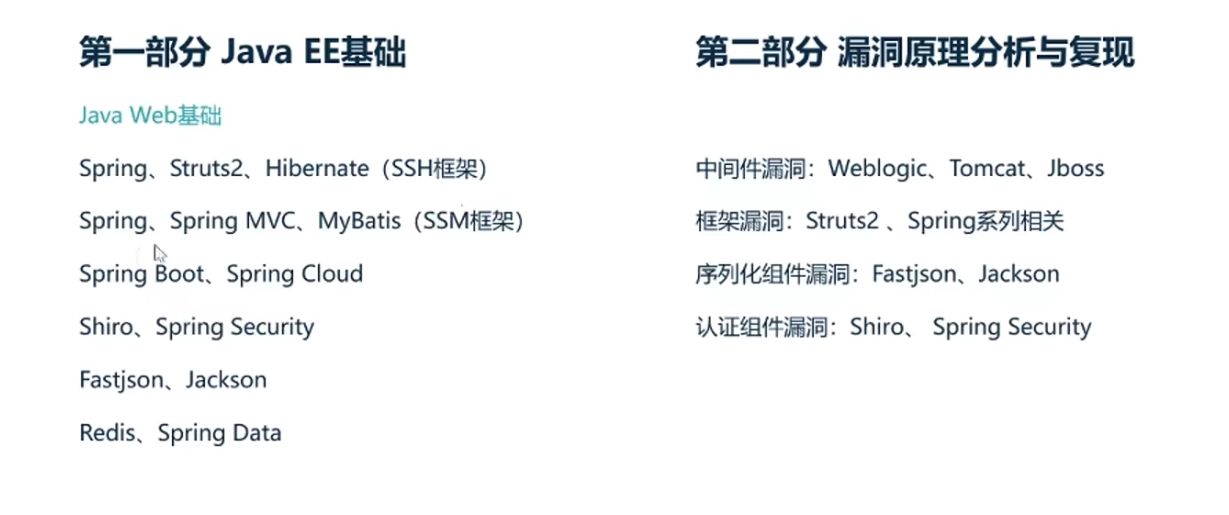 第一部分 Java EE基础
Java Web基础
Spring、Struts2、Hibernate（SSH框架）
Spring、Spring MVC、MyBatis（SSM框架）
Spring Boot、Spring Cloud
Shiro、Spring Security
Fastjson、Jackson
Redis、Spring Data
第二部分 漏洞原理分析与复现
中间件漏洞：Weblogic、Tomcat、Jboss
框架漏洞：Struts2 、Spring系列相关
序列化组件漏洞：Fastjson、Jackson
认证组件漏洞：Shiro、 Spring Security